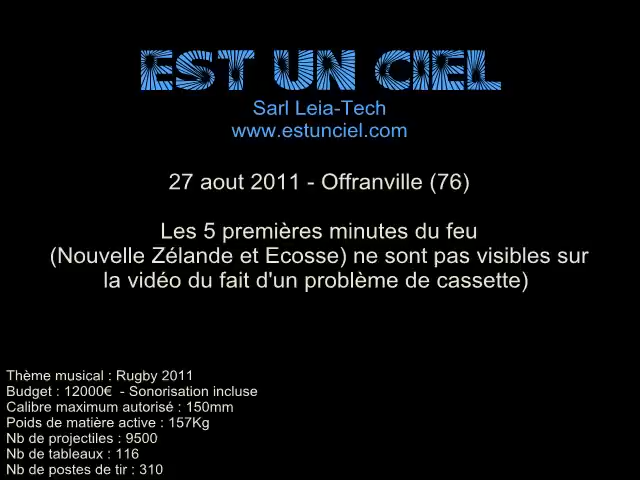 EST UN CIEL
Sarl Leia-Tech
www.estunciel.com
27 aout 2011 - Offranville (76)
Les 5 premières minutes du feu
(Nouvelle Zélande et Ecosse) ne sont pas visibles sur
la vidéo du fait d'un problème de cassette)
Thème musical : Rugby 2011
Budget : 12000€ - Sonorisation incluse
Calibre maximum autorisé : 150mm
Poids de matière active : 157Kg
Nb de projectiles : 9500
Nb de tableaux : 116
Nb de postes de tir : 310